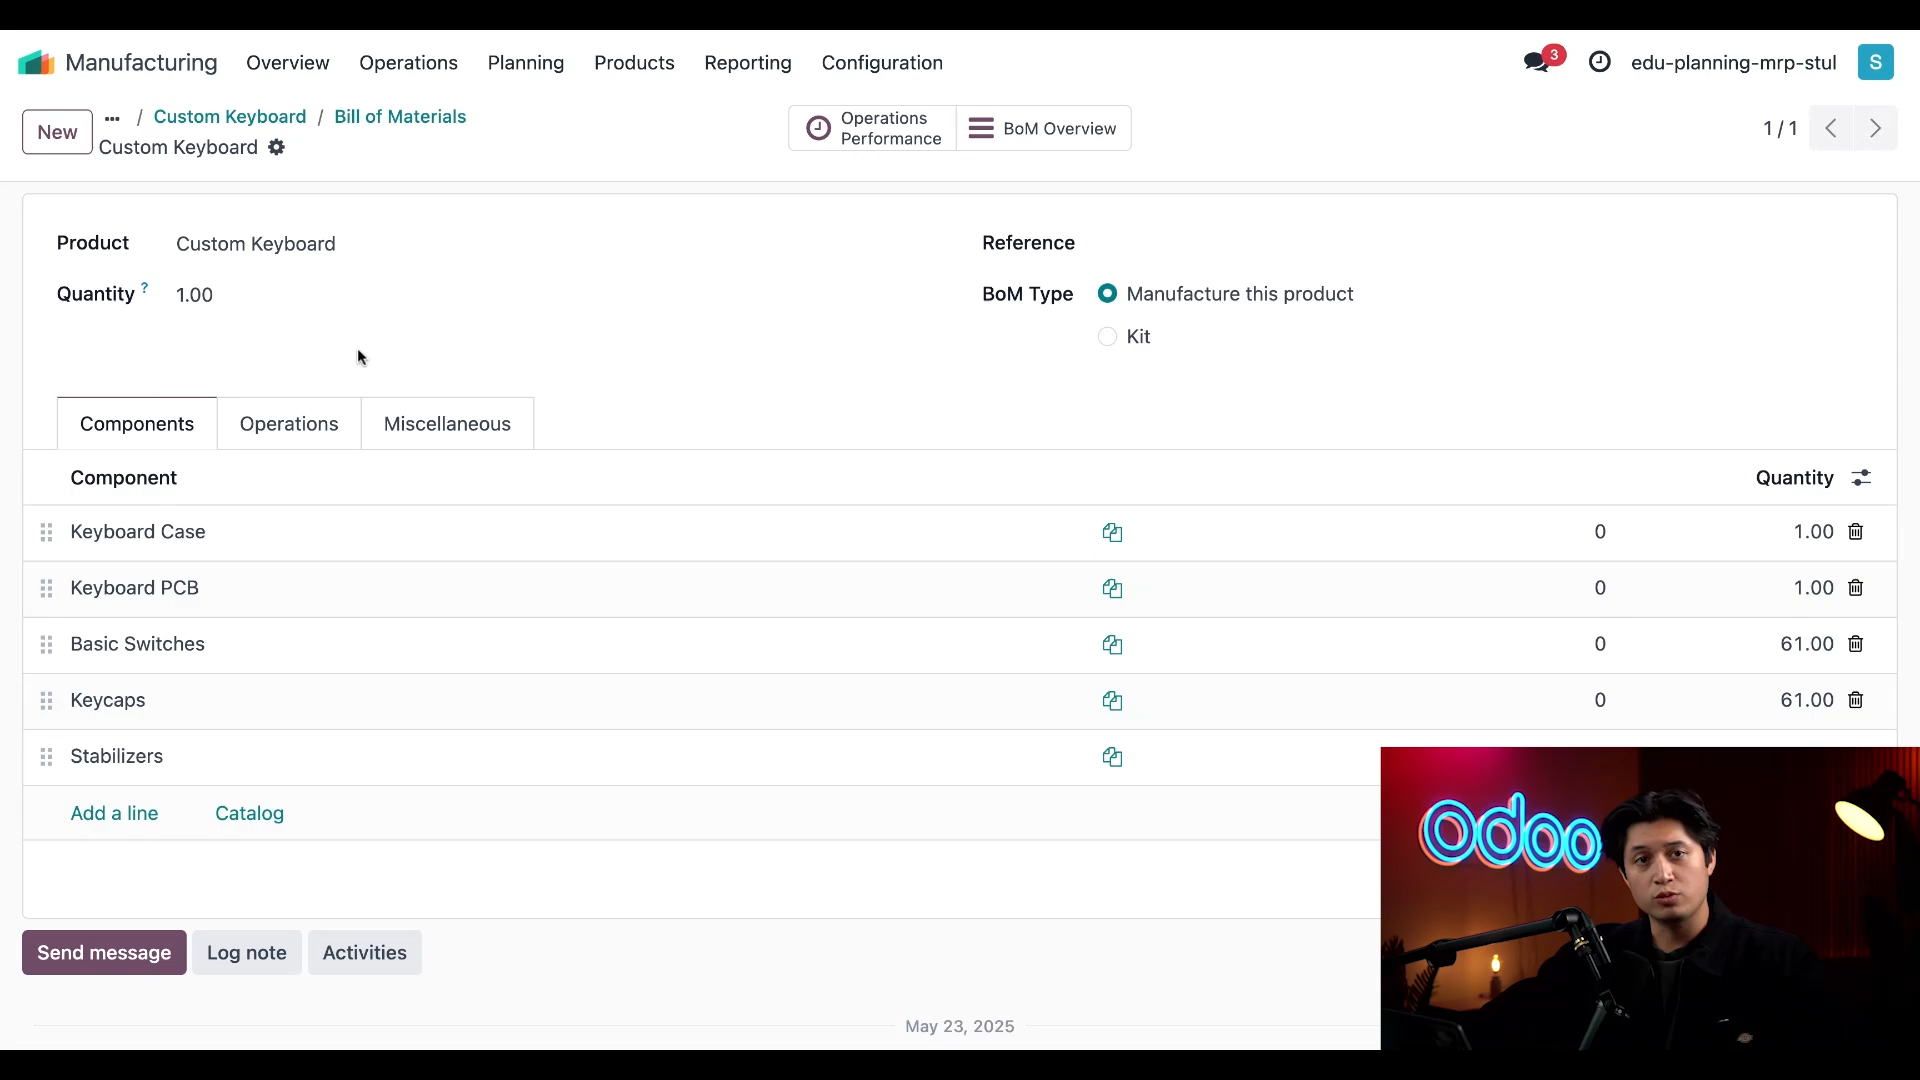 Manufacturing Overview Operations Planning Products Reporting Configuration 3 edu-planning-mrp-stul S
New ... / Custom Keyboard / Bill of Materials
Custom Keyboard
Operations Performance
BoM Overview
1 / 1
Product Custom Keyboard
Reference
Quantity ? 1.00
BoM Type Manufacture this product
Kit
Components Operations Miscellaneous
Component Quantity
Keyboard Case 0 1.00
Keyboard PCB 0 1.00
Basic Switches 0 61.00
Keycaps 0 61.00
Stabilizers
Add a line Catalog
odoo
Send message Log note Activities
May 23, 2025